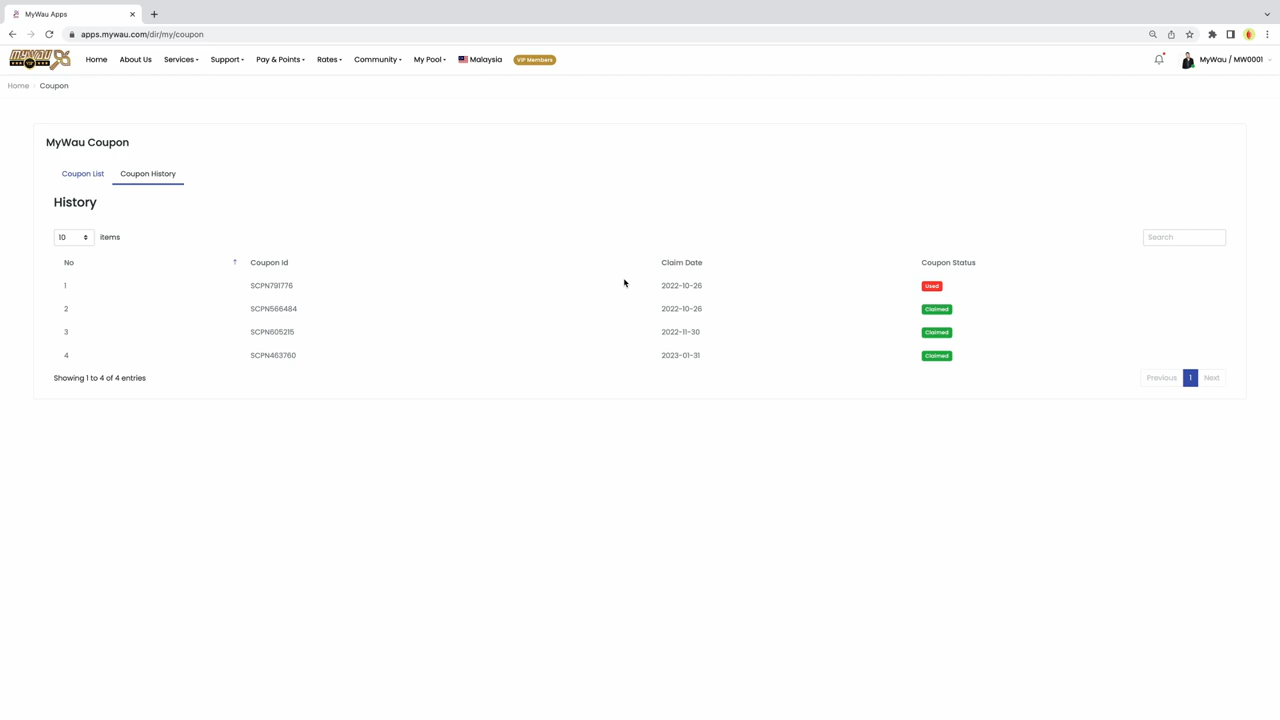 MyWau Apps
apps.mywau.com/dir/my/coupon
MYWAU VIP Home About Us Services Support Pay & Points Rates Community My Pool Malaysia VIP Members MyWau / MW0001
Home / Coupon
MyWau Coupon
Coupon List Coupon History
History
10 items Search
No Coupon Id Claim Date Coupon Status
1 SCPN791776 2022-10-26 Used
2 SCPN566484 2022-10-26 Claimed
3 SCPN605215 2022-11-30 Claimed
4 SCPN463760 2023-01-31 Claimed
Showing 1 to 4 of 4 entries Previous 1 Next